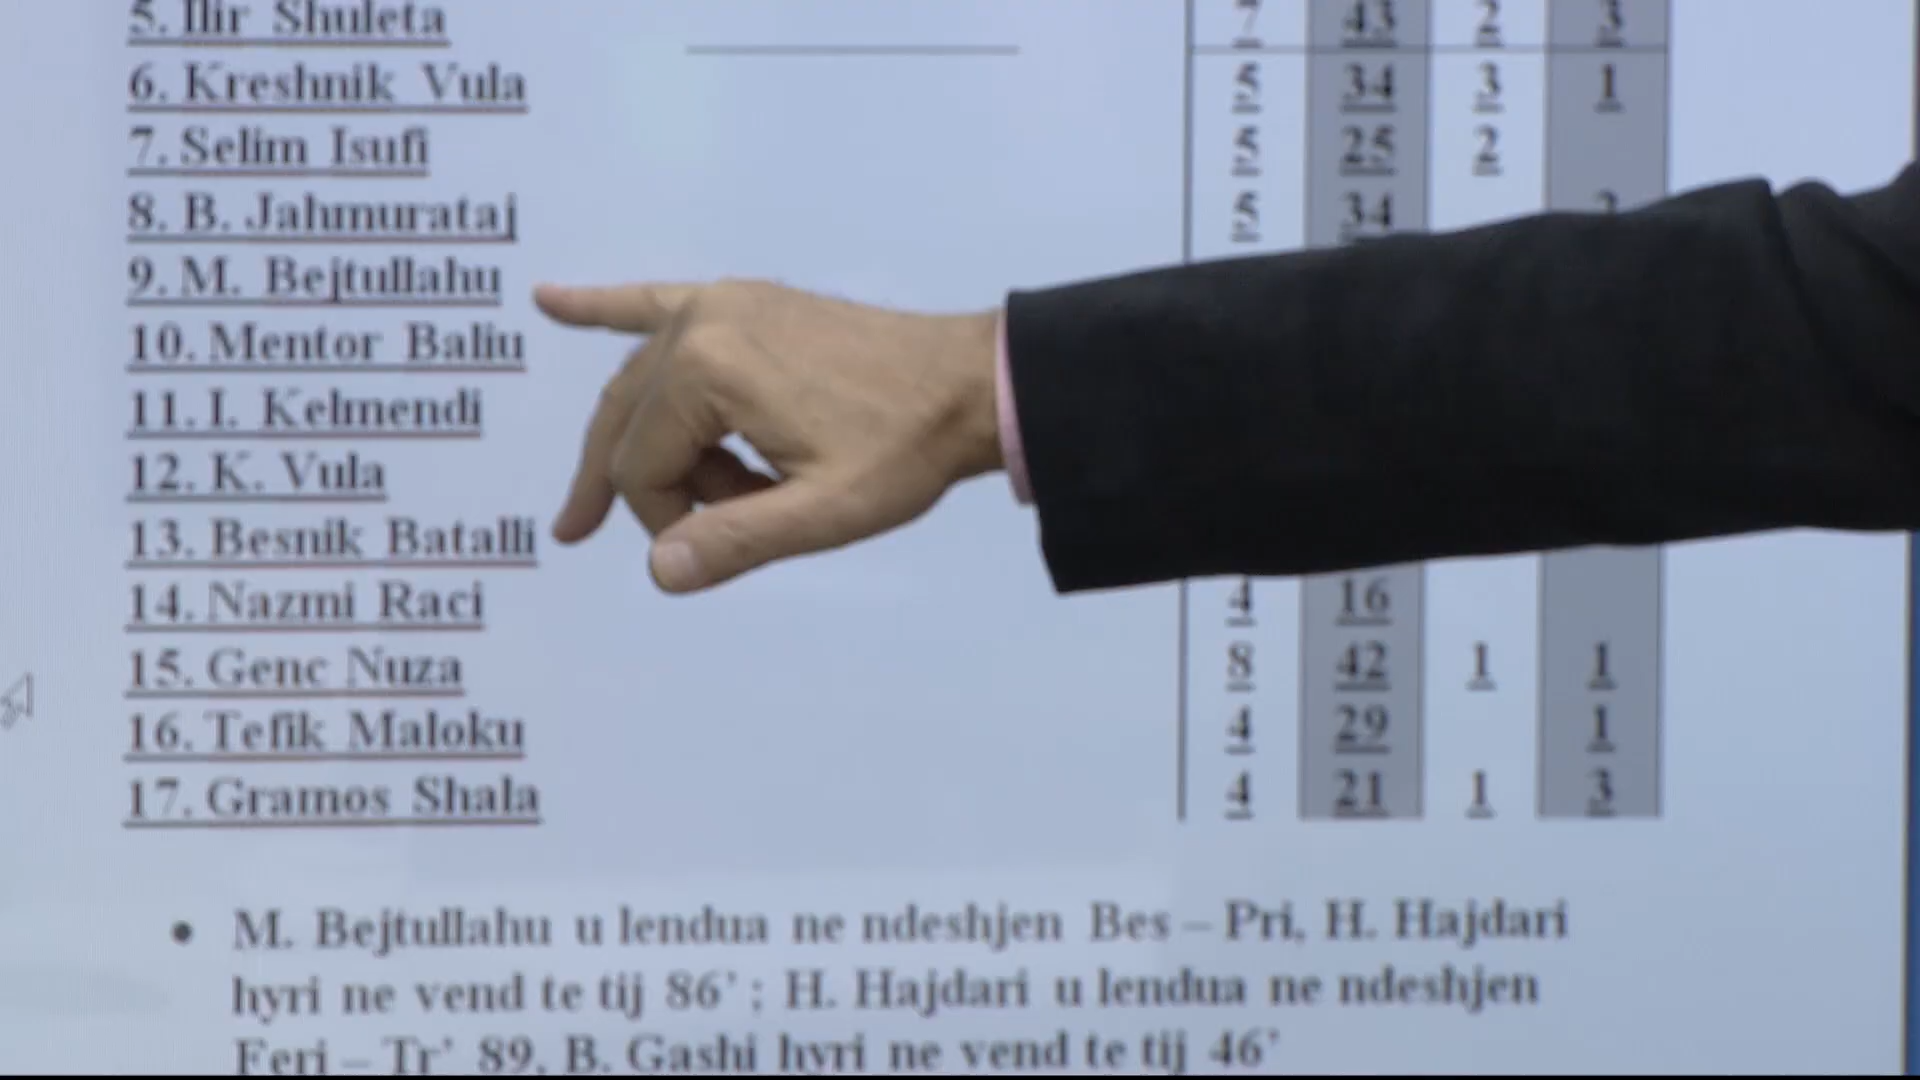 5. Ilir Shuleta 7 43 2 3
6. Kreshnik Vula 5 34 3 1
7. Selim Isufi 5 25 2
8. B. Jahmurataj 5 34
9. M. Bejtullahu
10. Mentor Baliu
11. I. Kelmendi
12. K. Vula
13. Besnik Batalli
14. Nazmi Raci 4 16
15. Genc Nuza 8 42 1 1
16. Tefik Maloku 4 29 1
17. Gramos Shala 4 21 1 3
• M. Bejtullahu u lendua ne ndeshjen Bes – Pri, H. Hajdari
hyri ne vend te tij 86’ ; H. Hajdari u lendua ne ndeshjen
Feri – Tr’ 89, B. Gashi hyri ne vend te tij 46’